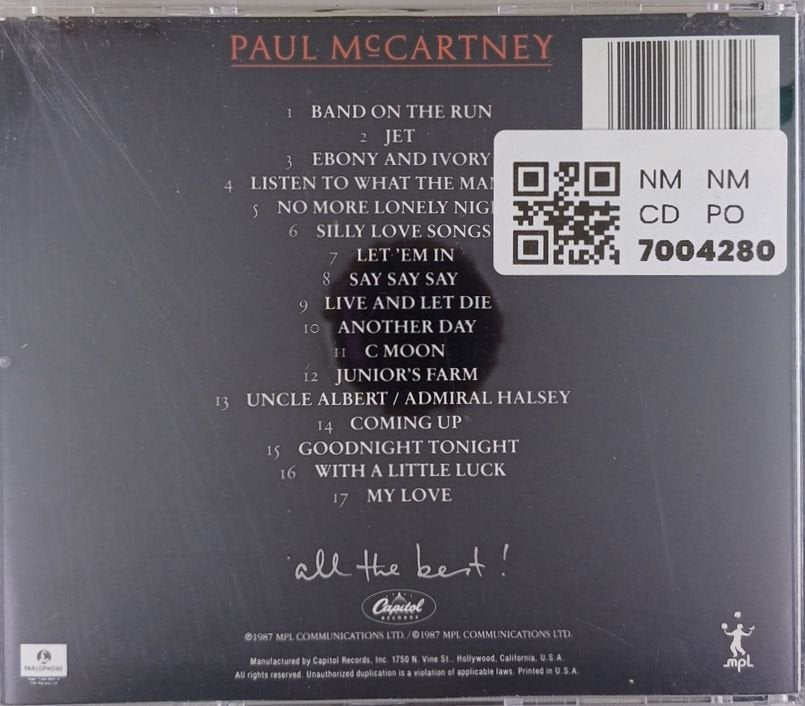 PAUL McCARTNEY
1 BAND ON THE RUN
2 JET
3 EBONY AND IVORY
4 LISTEN TO WHAT THE MAN
5 NO MORE LONELY
6 SILLY LOVE SONGS
7 LET 'EM IN
8 SAY SAY SAY
9 LIVE AND LET DIE
10 ANOTHER DAY
11 C MOON
12 JUNIOR'S FARM
13 UNCLE ALBERT / ADMIRAL HALSEY
14 COMING UP
15 GOODNIGHT TONIGHT
16 WITH A LITTLE LUCK
17 MY LOVE
NM NM
CD PO
7004280
all the best!
Capitol
RECORDS
℗1987 MPL COMMUNICATIONS LTD. / ©1987 MPL COMMUNICATIONS LTD.
Manufactured by Capitol Records, Inc. 1750 N. Vine St., Hollywood, California, U.S.A.
All rights reserved. Unauthorized duplication is a violation of applicable laws. Printed in U.S.A.
PARLOPHONE
mpl